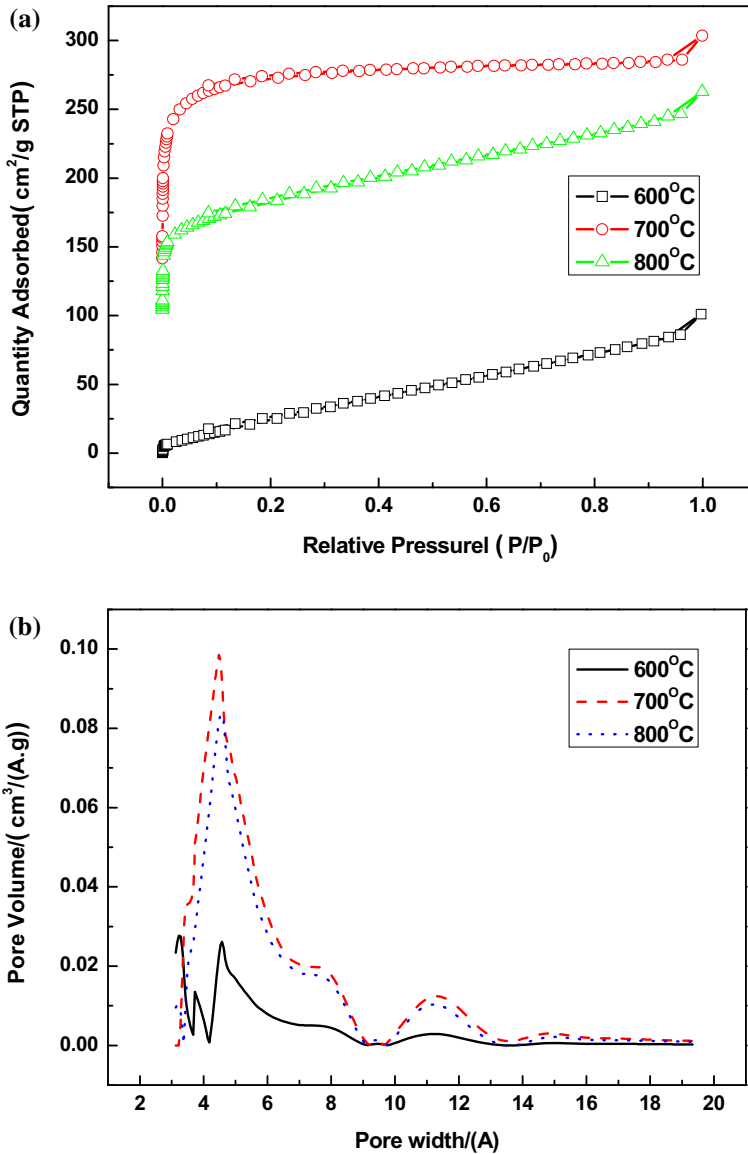 (a)
300
250
200
150
100
50
0
Quantity Adsorbed( cm²/g STP)
600°C
700°C
800°C
0.0 0.2 0.4 0.6 0.8 1.0
Relative Pressurel ( P/P₀)
(b)
0.10
0.08
0.06
0.04
0.02
0.00
Pore Volume/( cm³/(A.g))
600°C
700°C
800°C
2 4 6 8 10 12 14 16 18 20
Pore width/(A)